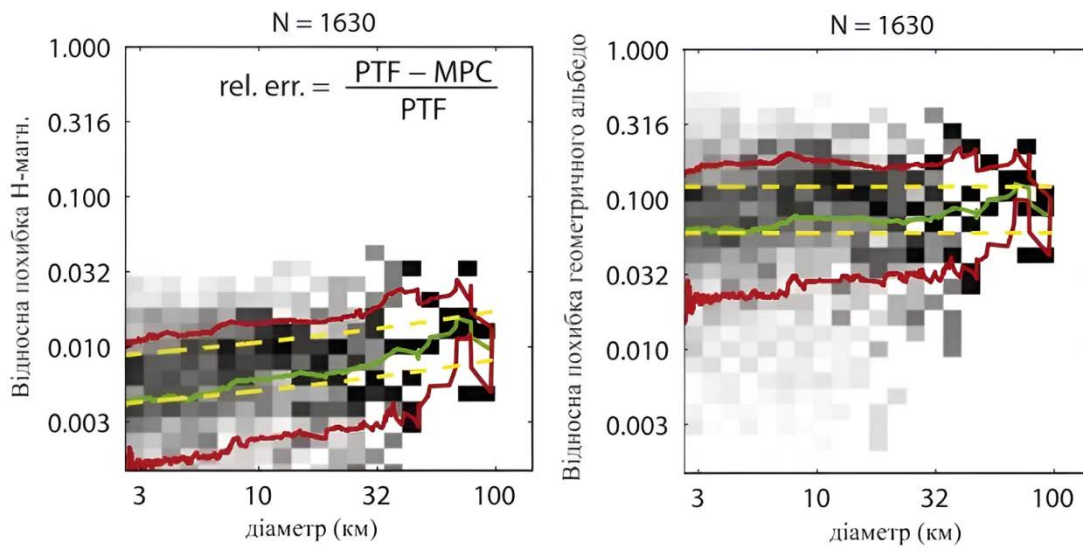 N = 1630
Відносна похибка H-магн.
1.000
0.316
0.100
0.032
0.010
0.003
rel. err. = PTF – MPC
PTF
3 10 32 100
діаметр (км)
N = 1630
Відносна похибка геометричного альбедо
1.000
0.316
0.100
0.032
0.010
0.003
3 10 32 100
діаметр (км)